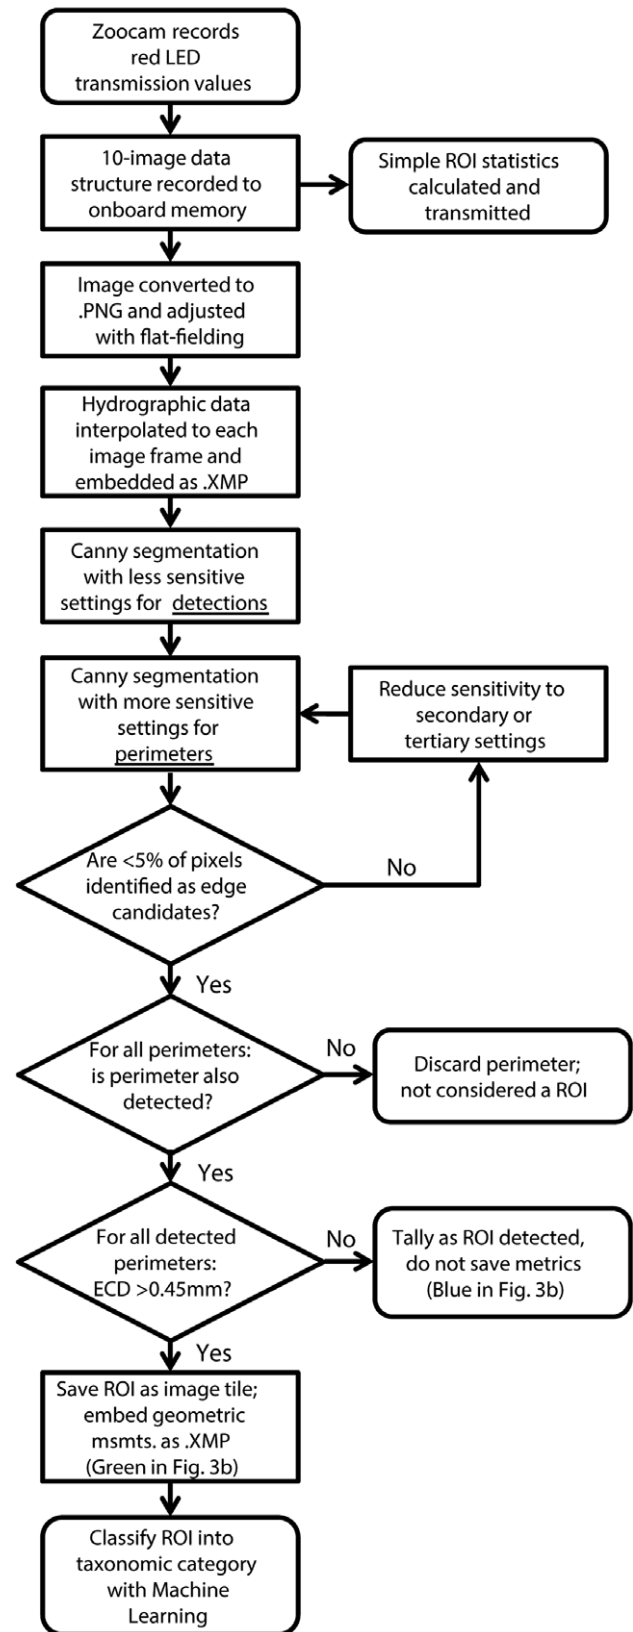 Zoocam records
red LED
transmission values
10-image data
structure recorded to
onboard memory
Simple ROI statistics
calculated and
transmitted
Image converted to
.PNG and adjusted
with flat-fielding
Hydrographic data
interpolated to each
image frame and
embedded as .XMP
Canny segmentation
with less sensitive
settings for detections
Canny segmentation
with more sensitive
settings for
perimeters
Reduce sensitivity to
secondary or
tertiary settings
Are <5% of pixels
identified as edge
candidates?
No
Yes
For all perimeters:
is perimeter also
detected?
No
Discard perimeter;
not considered a ROI
Yes
For all detected
perimeters:
ECD >0.45mm?
No
Tally as ROI detected,
do not save metrics
(Blue in Fig. 3b)
Yes
Save ROI as image tile;
embed geometric
msmts. as .XMP
(Green in Fig. 3b)
Classify ROI into
taxonomic category
with Machine
Learning